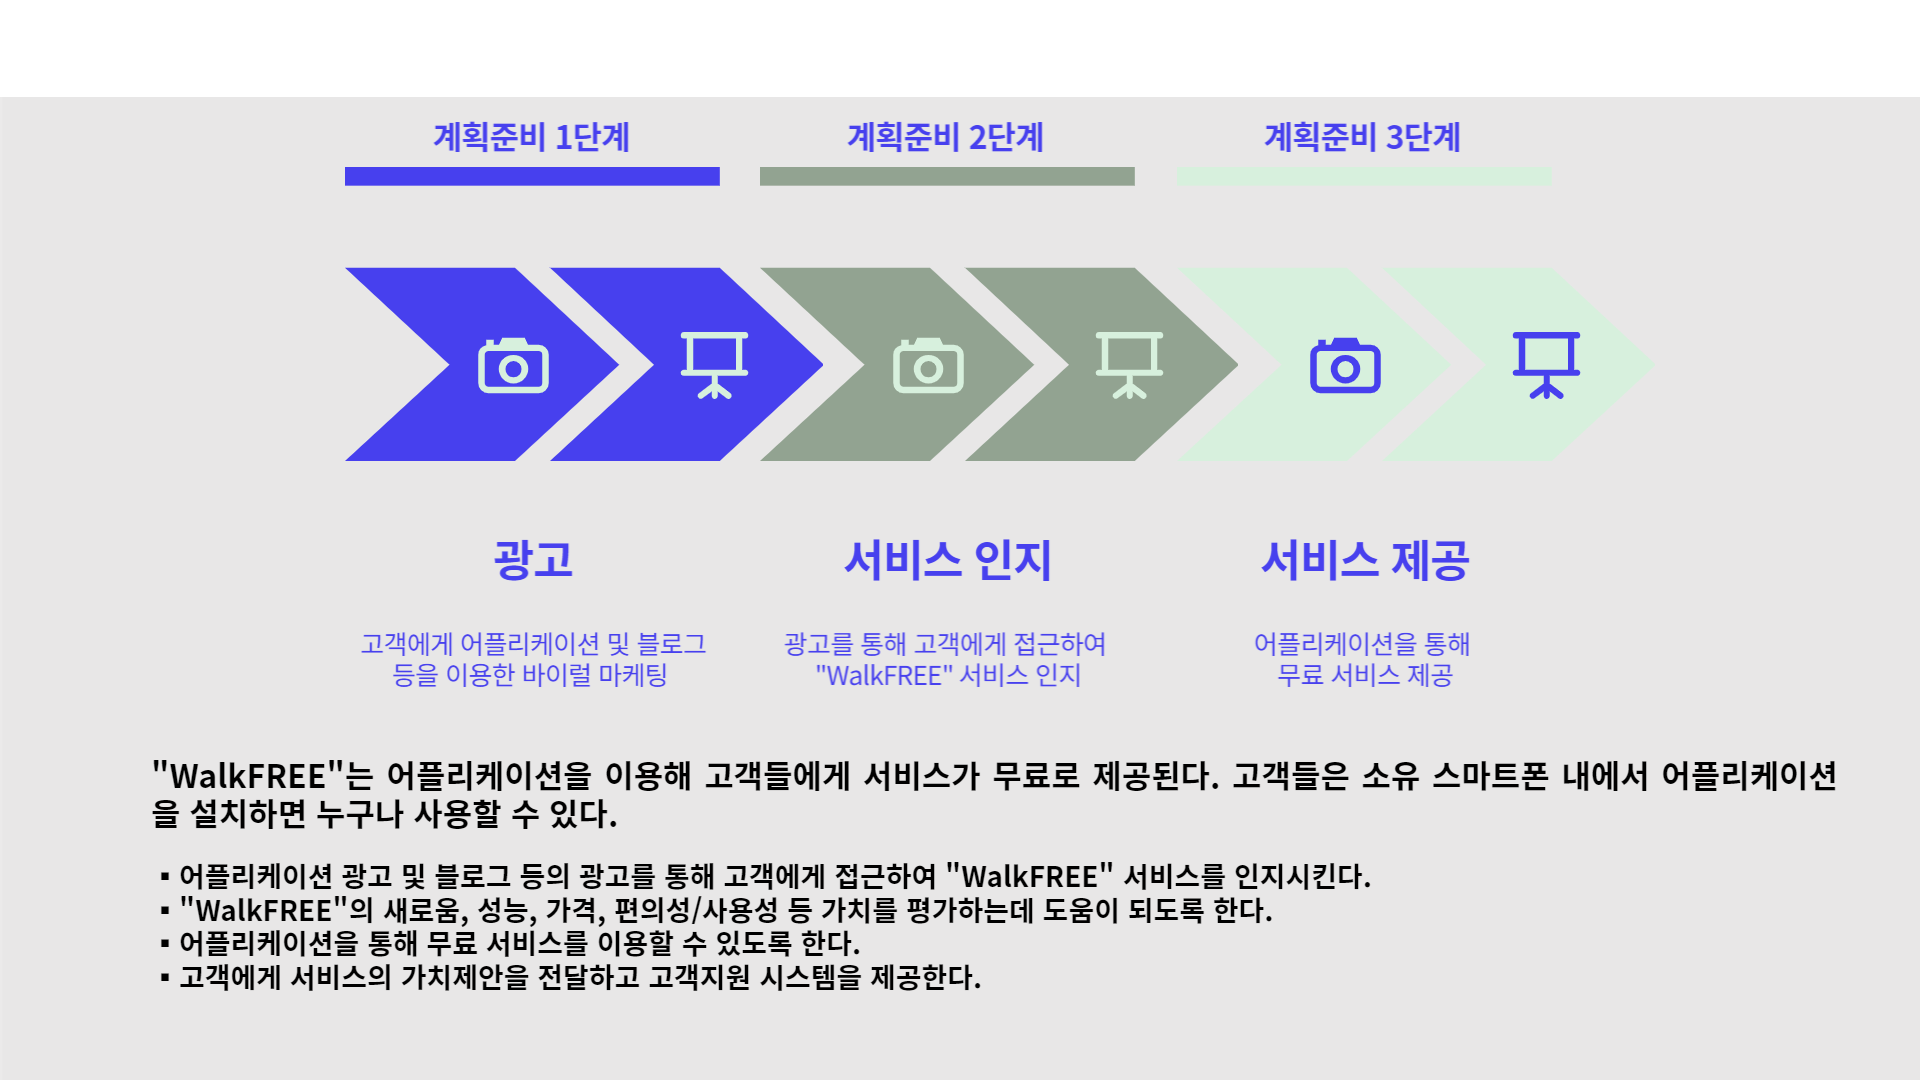 계획준비 1단계
계획준비 2단계
계획준비 3단계
광고
서비스 인지
서비스 제공
고객에게 어플리케이션 및 블로그
등을 이용한 바이럴 마케팅
광고를 통해 고객에게 접근하여
"WalkFREE" 서비스 인지
어플리케이션을 통해
무료 서비스 제공
"WalkFREE"는 어플리케이션을 이용해 고객들에게 서비스가 무료로 제공된다. 고객들은 소유 스마트폰 내에서 어플리케이션
을 설치하면 누구나 사용할 수 있다.
▪ 어플리케이션 광고 및 블로그 등의 광고를 통해 고객에게 접근하여 "WalkFREE" 서비스를 인지시킨다.
▪ "WalkFREE"의 새로움, 성능, 가격, 편의성/사용성 등 가치를 평가하는데 도움이 되도록 한다.
▪ 어플리케이션을 통해 무료 서비스를 이용할 수 있도록 한다.
▪ 고객에게 서비스의 가치제안을 전달하고 고객지원 시스템을 제공한다.